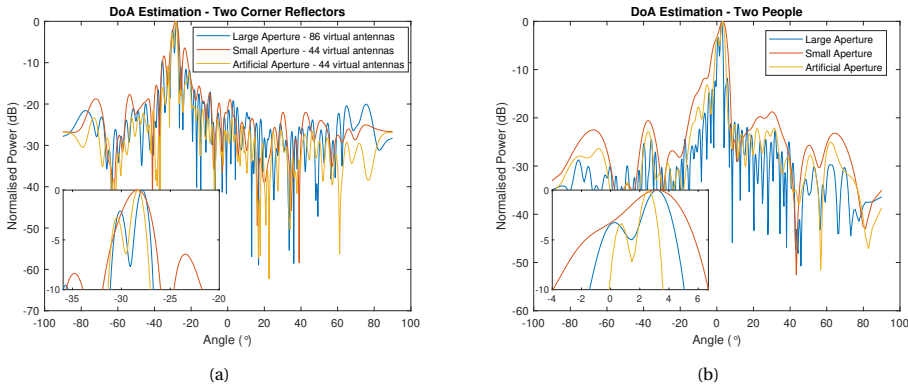 DoA Estimation - Two Corner Reflectors
Large Aperture - 86 virtual antennas
Small Aperture - 44 virtual antennas
Artificial Aperture - 44 virtual antennas
Normalised Power (dB)
0
-10
-20
-30
-40
-50
-60
-70
0
-5
-10
-35 -30 -25 -20
-100 -80 -60 -40 -20 0 20 40 60 80 100
Angle (°)
(a)
DoA Estimation - Two People
Large Aperture
Small Aperture
Artificial Aperture
Normalised Power (dB)
0
-10
-20
-30
-40
-50
-60
0
-5
-10
-4 -2 0 2 4 6
-100 -80 -60 -40 -20 0 20 40 60 80 100
Angle (°)
(b)